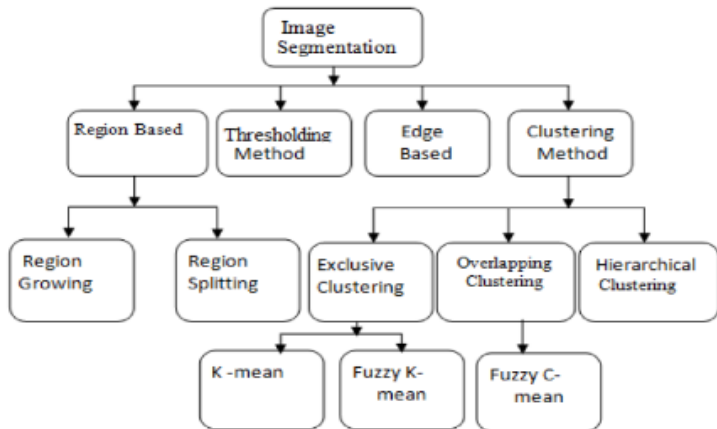 Image
Segmentation
Region Based
Thresholding
Method
Edge
Based
Clustering
Method
Region
Growing
Region
Splitting
Exclusive
Clustering
Overlapping
Clustering
Hierarchical
Clustering
K -mean
Fuzzy K-
mean
Fuzzy C-
mean